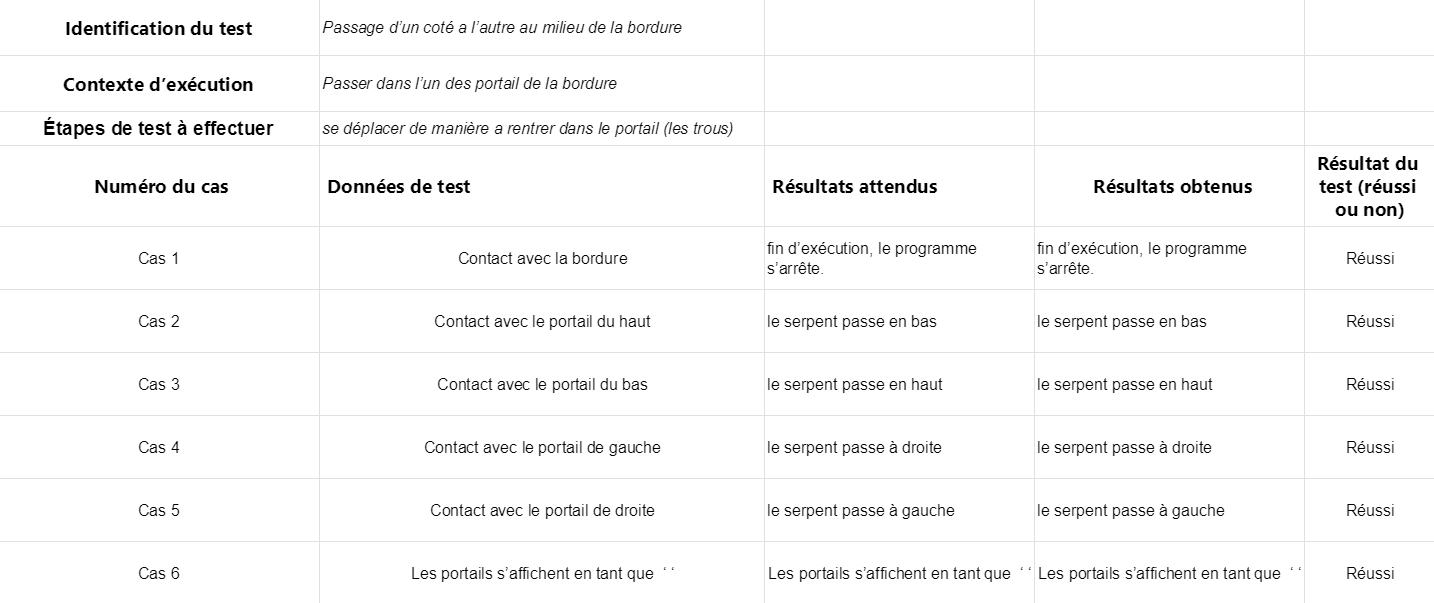 Identification du test Passage d’un coté a l’autre au milieu de la bordure
Contexte d’exécution Passer dans l’un des portail de la bordure
Étapes de test à effectuer se déplacer de manière a rentrer dans le portail (les trous)
Numéro du cas Données de test Résultats attendus Résultats obtenus Résultat du
test (réussi
ou non)
Cas 1 Contact avec la bordure fin d’exécution, le programme
s’arrête. fin d’exécution, le programme
s’arrête. Réussi
Cas 2 Contact avec le portail du haut le serpent passe en bas le serpent passe en bas Réussi
Cas 3 Contact avec le portail du bas le serpent passe en haut le serpent passe en haut Réussi
Cas 4 Contact avec le portail de gauche le serpent passe à droite le serpent passe à droite Réussi
Cas 5 Contact avec le portail de droite le serpent passe à gauche le serpent passe à gauche Réussi
Cas 6 Les portails s’affichent en tant que ‘ ‘ Les portails s’affichent en tant que ‘ ‘ Les portails s’affichent en tant que ‘ ‘ Réussi